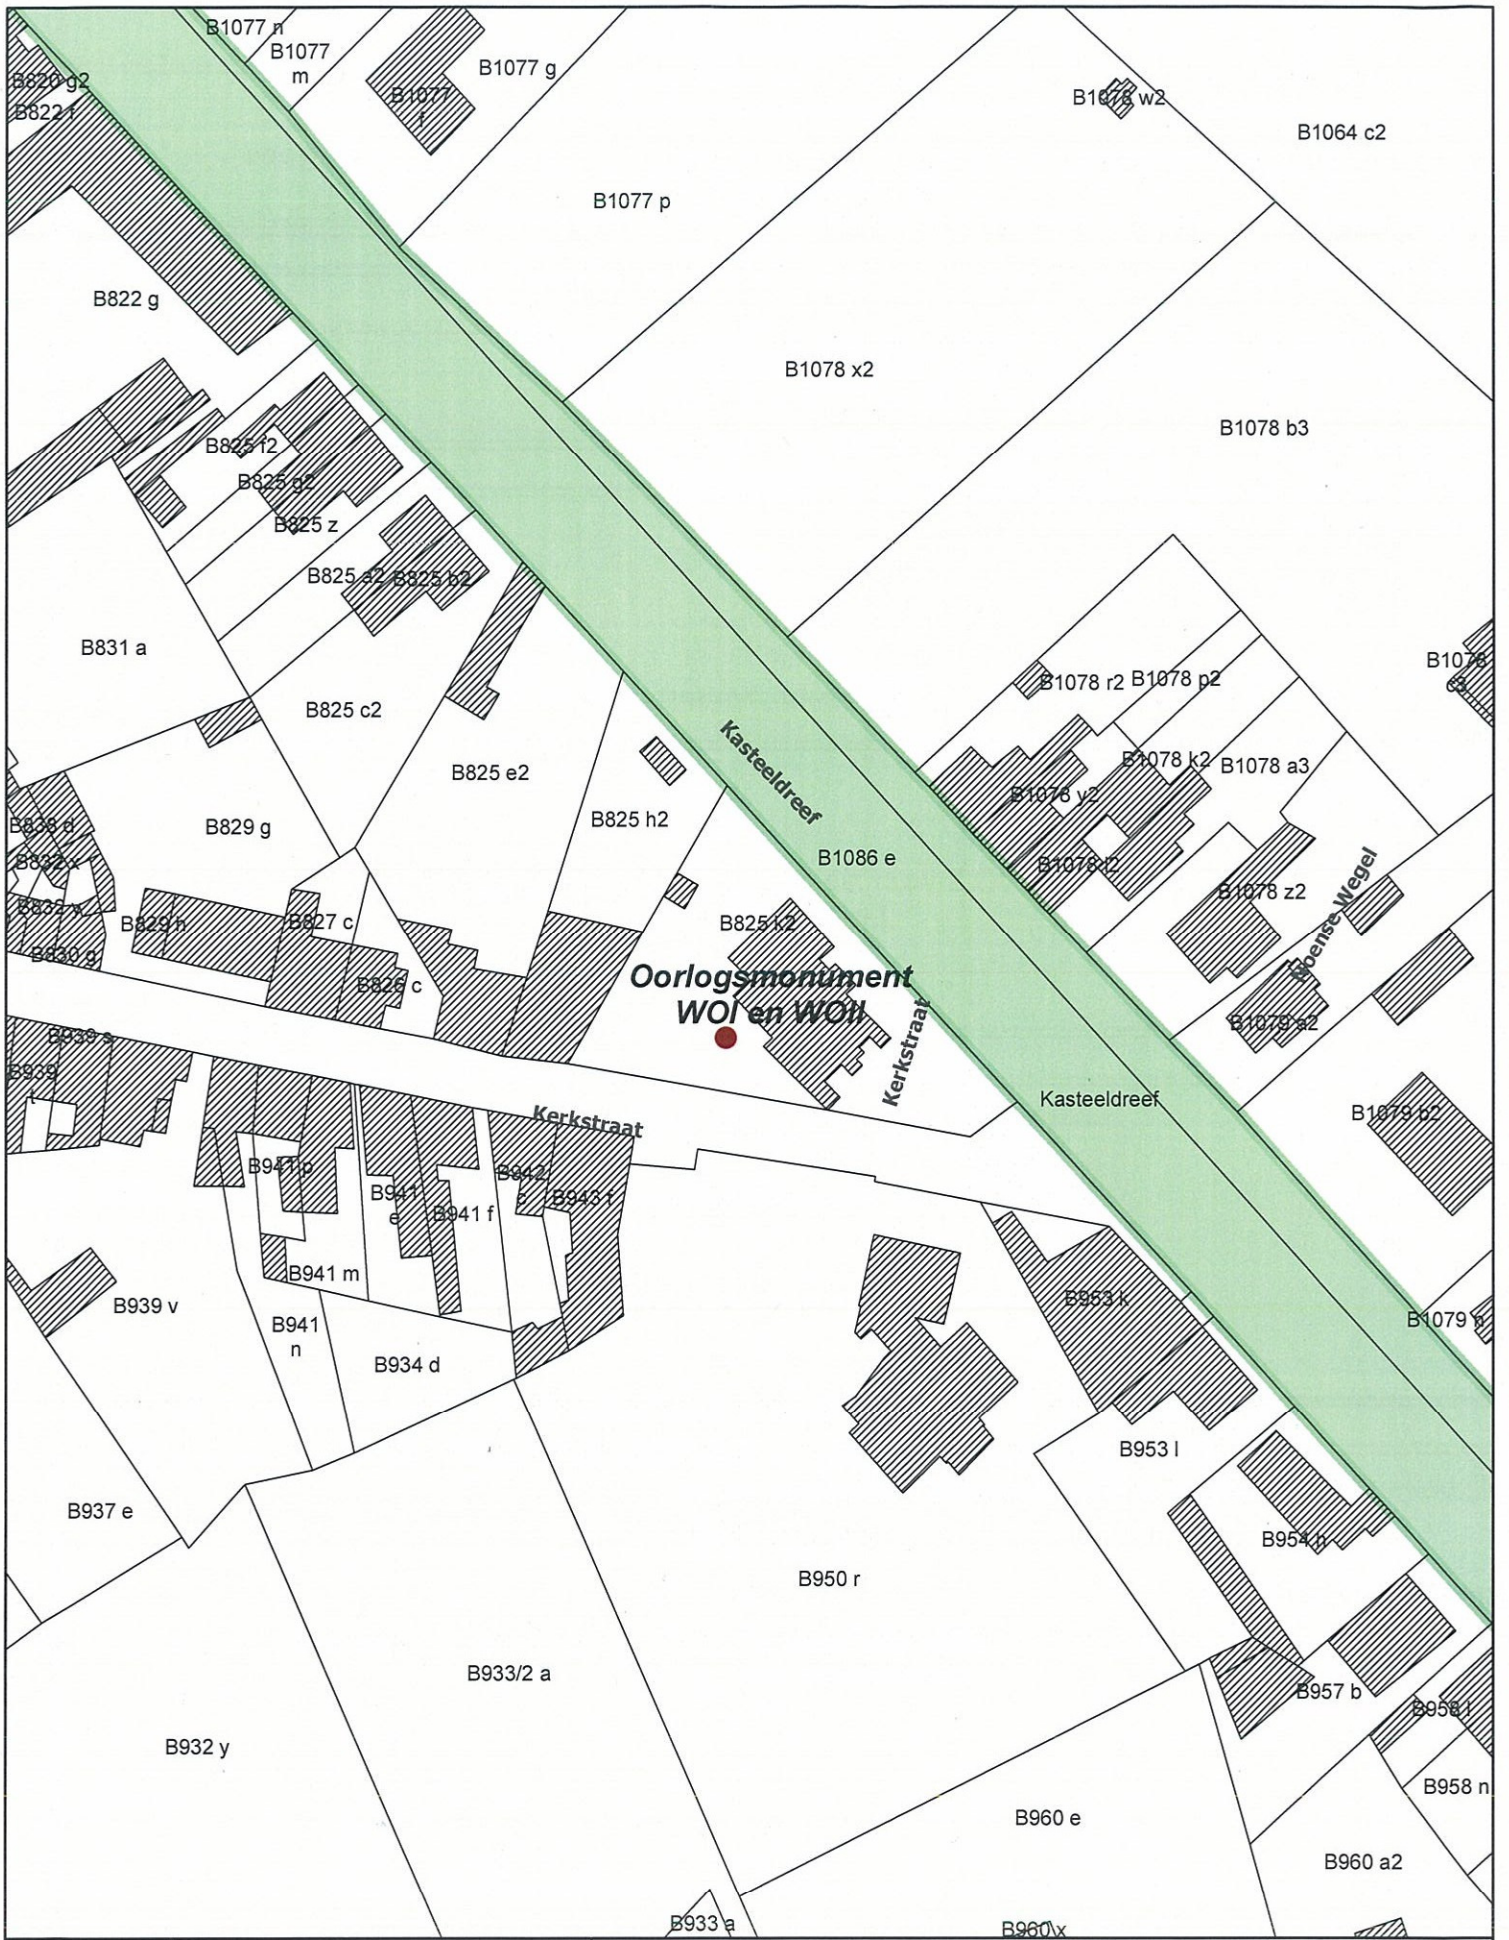 B1077 n
B1077
m
B1077 g
B820 g2
B1077
f
B1078 w2
B822 f
B1064 c2
B1077 p
B822 g
B1078 x2
B1078 b3
B825 f2
B825 g2
B825 z
B825 a2
B825 b2
B831 a
B1078
c3
B1078 r2
B1078 p2
B825 c2
Kasteeldreef
B1078 k2
B1078 a3
B825 e2
B1078 y2
B825 h2
B838 d
B829 g
B1086 e
B832 x
B1078 l2
B1078 z2
B832 v
B829 h
B827 c
B825 k2
Woense Wegel
B830 g
B826 c
Oorlogsmonument
WOI en WOII
B1079 a2
B939 s
Kerkstraat
B939
t
Kasteeldreef
B1079 b2
Kerkstraat
B941 p
B942
c
B941
e
B941 f
B943 f
B941 m
B939 v
B953 k
B1079 n
B941
n
B934 d
B953 l
B937 e
B954 h
B950 r
B933/2 a
B957 b
B958 l
B932 y
B958 n
B960 e
B960 a2
B933 a
B960 x